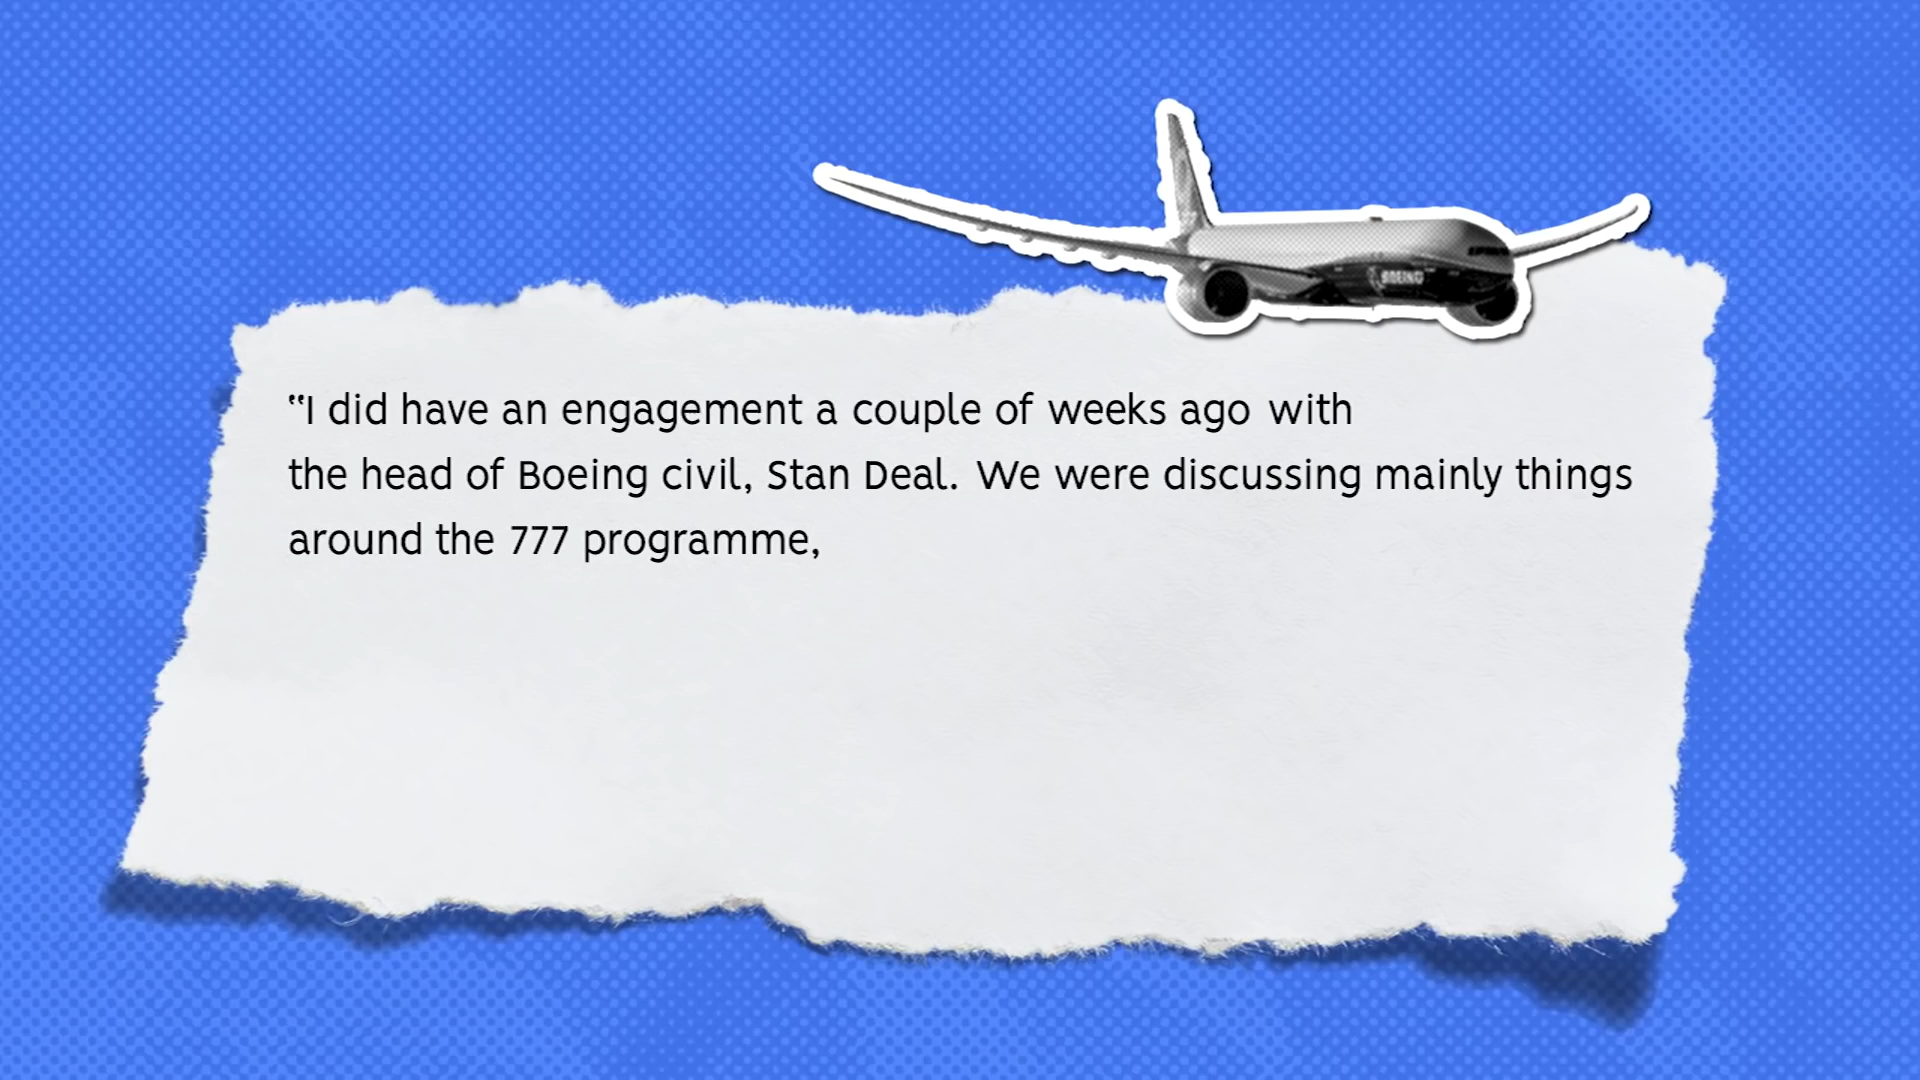 BOEING
“I did have an engagement a couple of weeks ago with
the head of Boeing civil, Stan Deal. We were discussing mainly things
around the 777 programme,